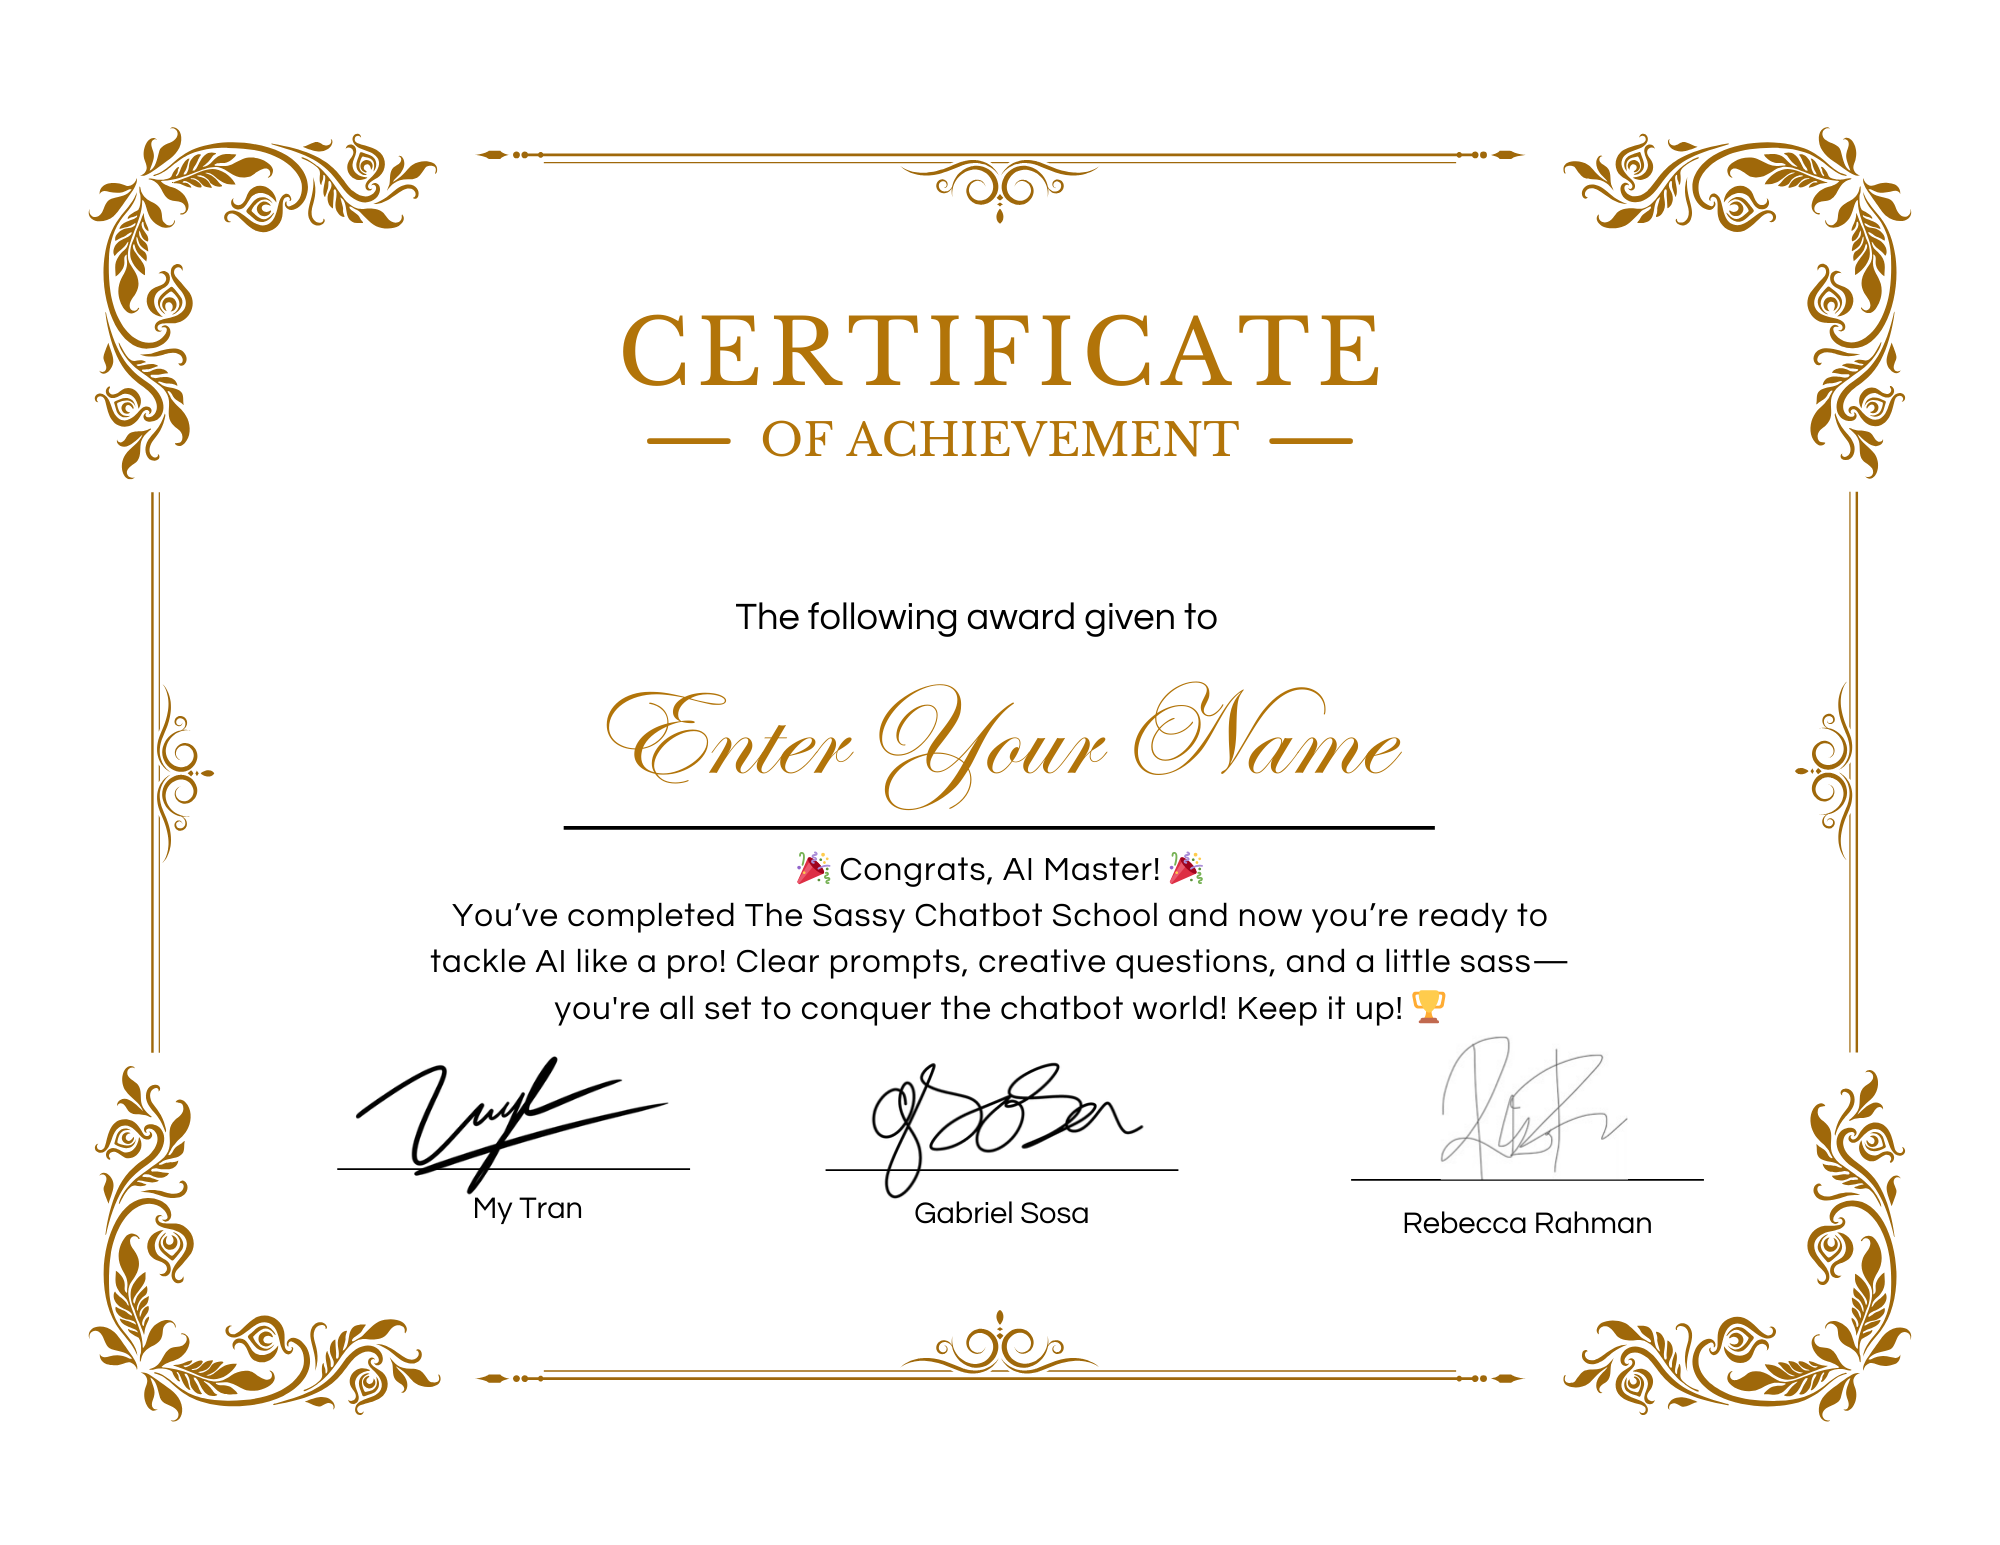 CERTIFICATE
OF ACHIEVEMENT
The following award given to
Enter Your Name
🎉 Congrats, AI Master! 🎉
You’ve completed The Sassy Chatbot School and now you’re ready to
tackle AI like a pro! Clear prompts, creative questions, and a little sass—
you're all set to conquer the chatbot world! Keep it up! 🏆
My Tran
Gabriel Sosa
Rebecca Rahman